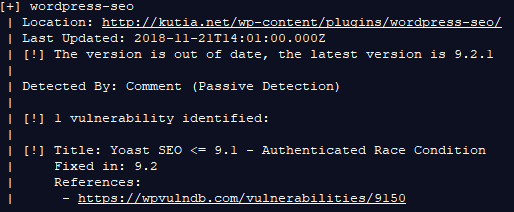 [+] wordpress-seo
| Location: http://kutia.net/wp-content/plugins/wordpress-seo/
| Last Updated: 2018-11-21T14:01:00.000Z
| [!] The version is out of date, the latest version is 9.2.1
|
| Detected By: Comment (Passive Detection)
|
| [!] 1 vulnerability identified:
|
| [!] Title: Yoast SEO <= 9.1 - Authenticated Race Condition
|     Fixed in: 9.2
|     References:
|      - https://wpvulndb.com/vulnerabilities/9150